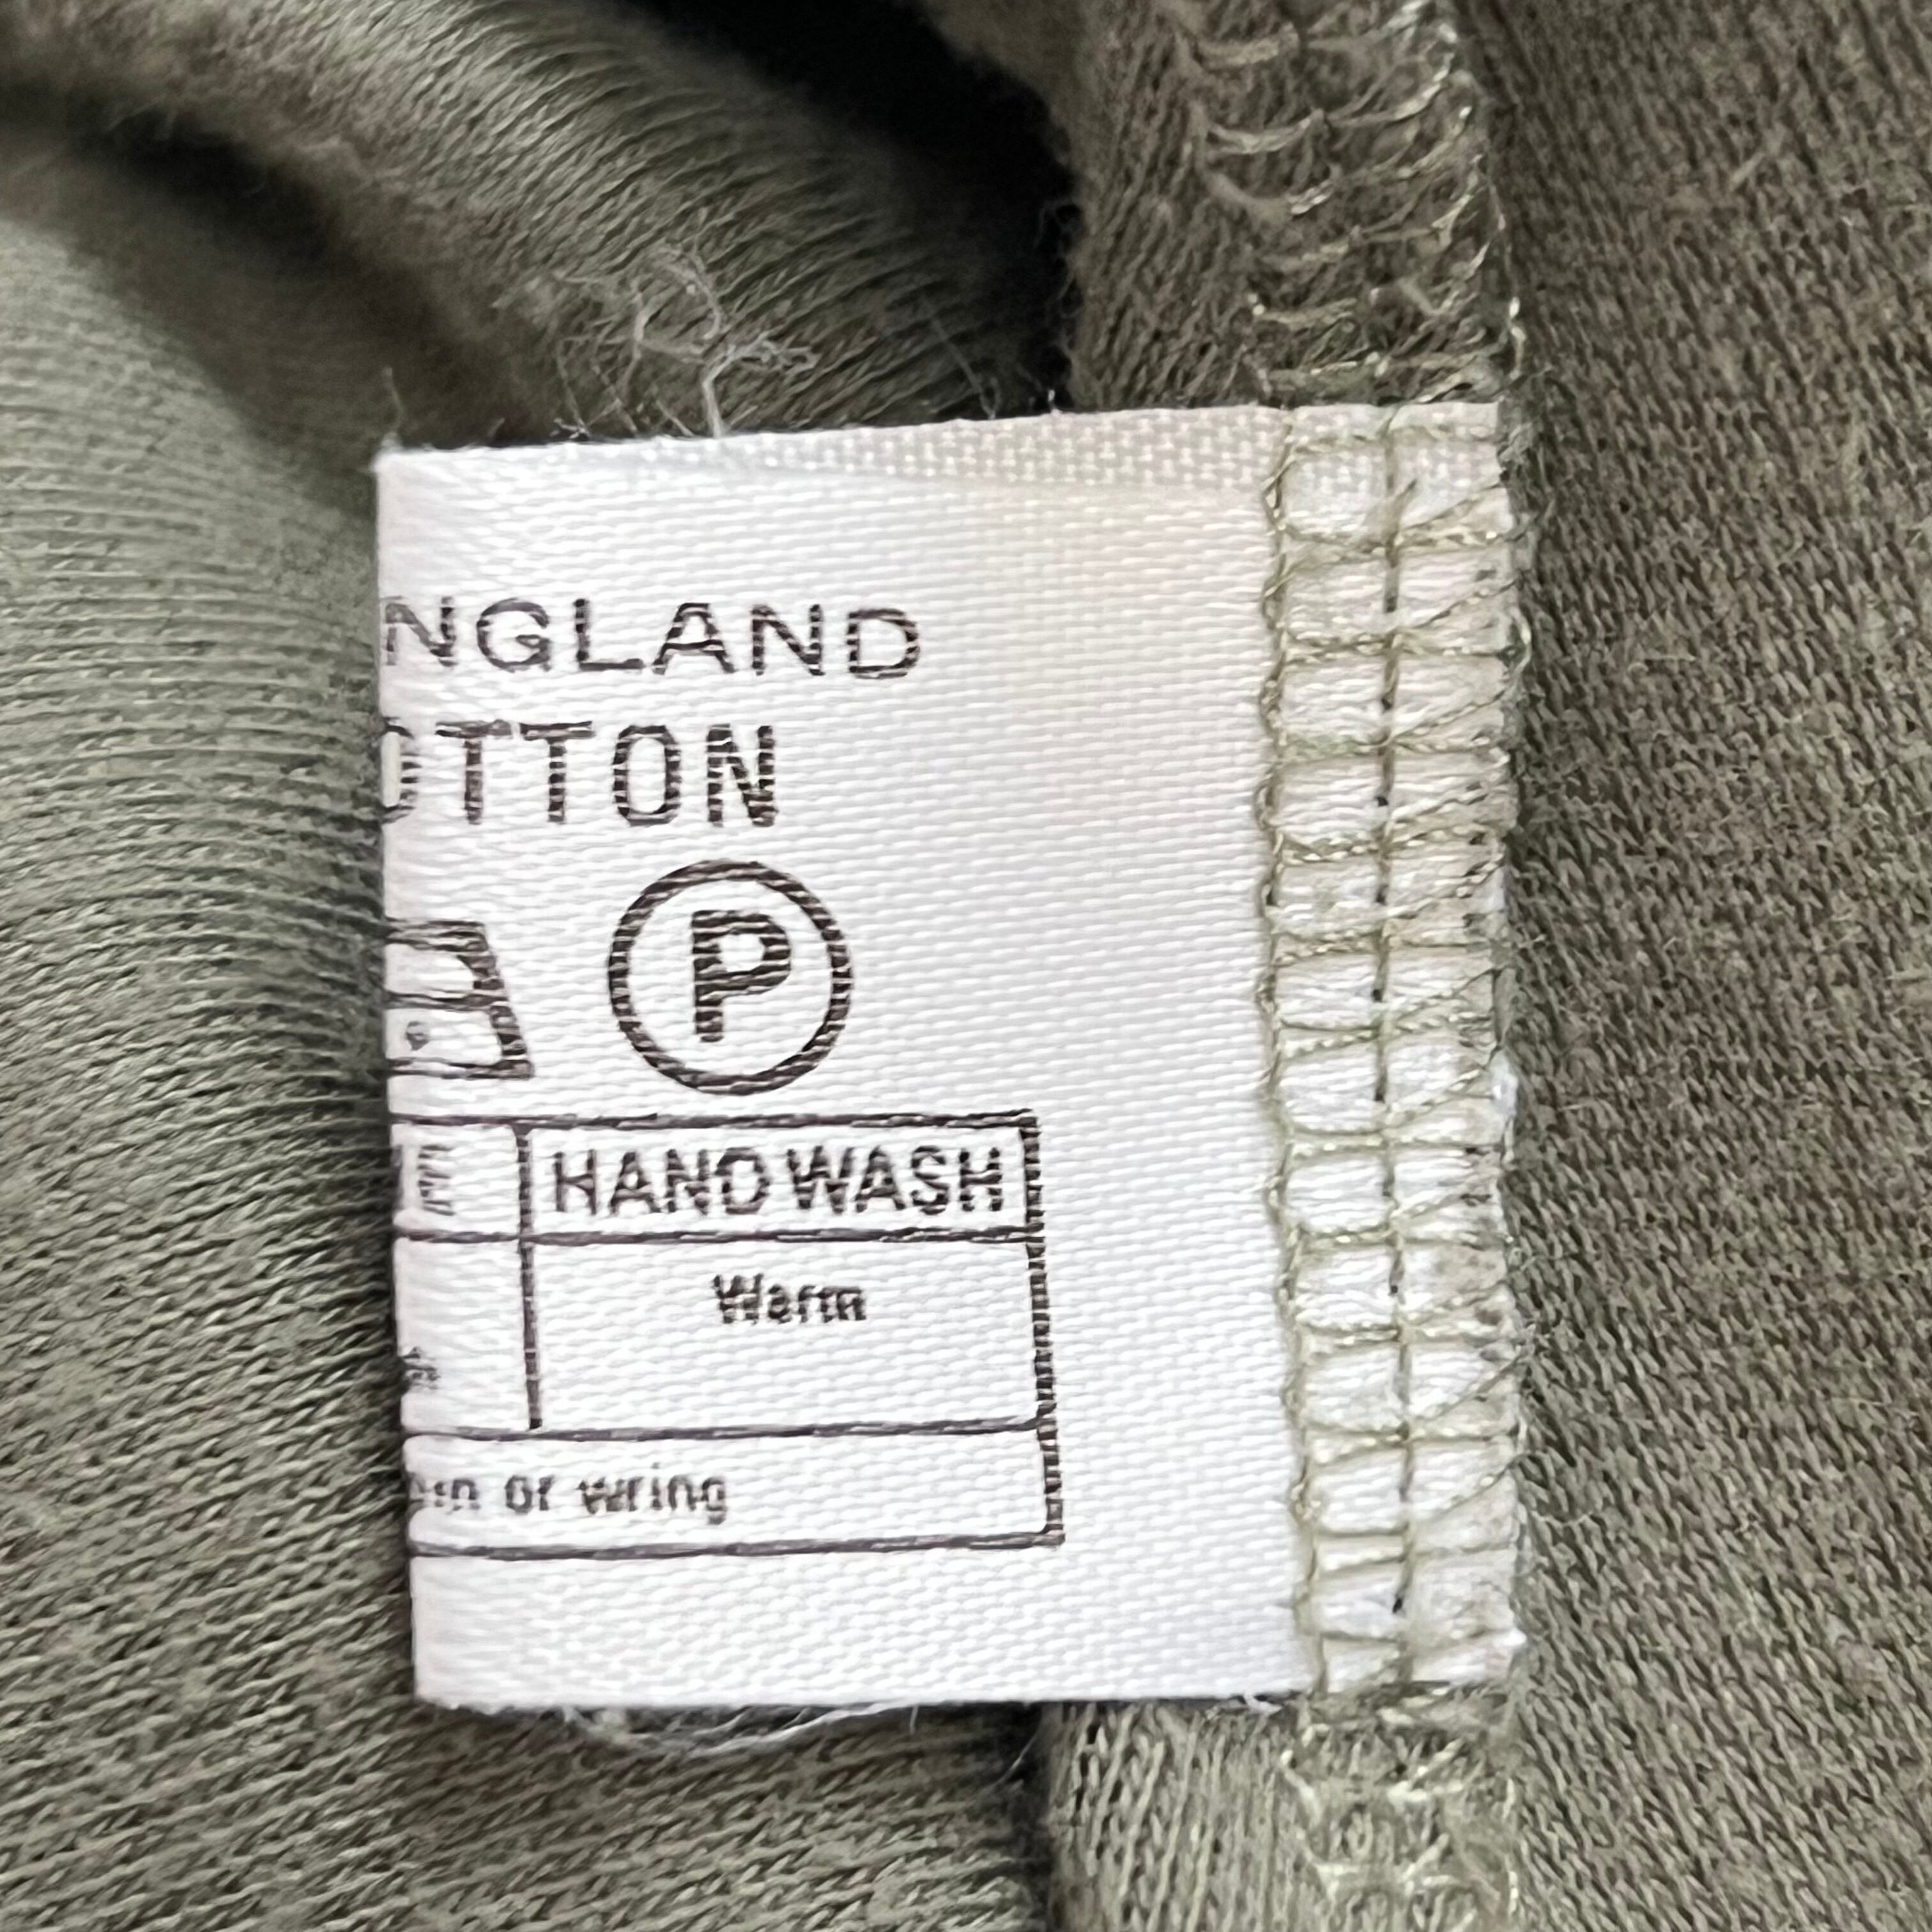 NGLAND
OTTON
P
E
HAND WASH
Warm
or wring